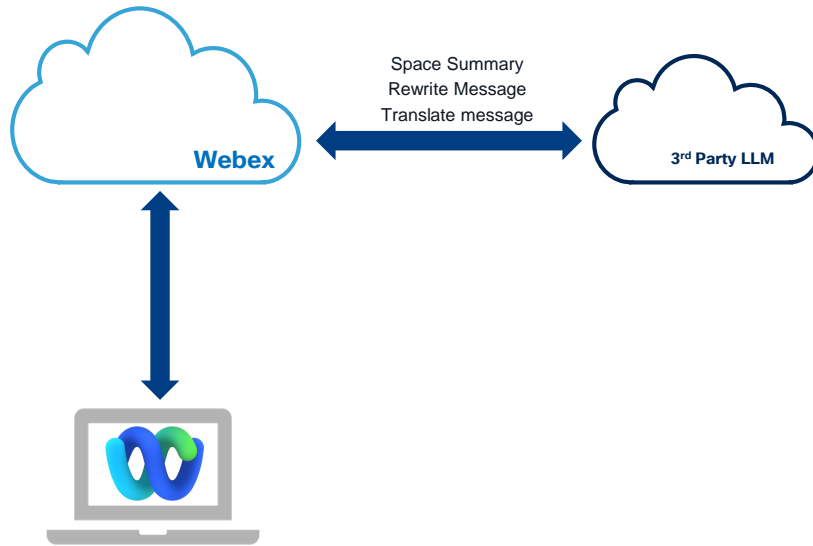 Space Summary
Rewrite Message
Translate message
Webex
3rd Party LLM